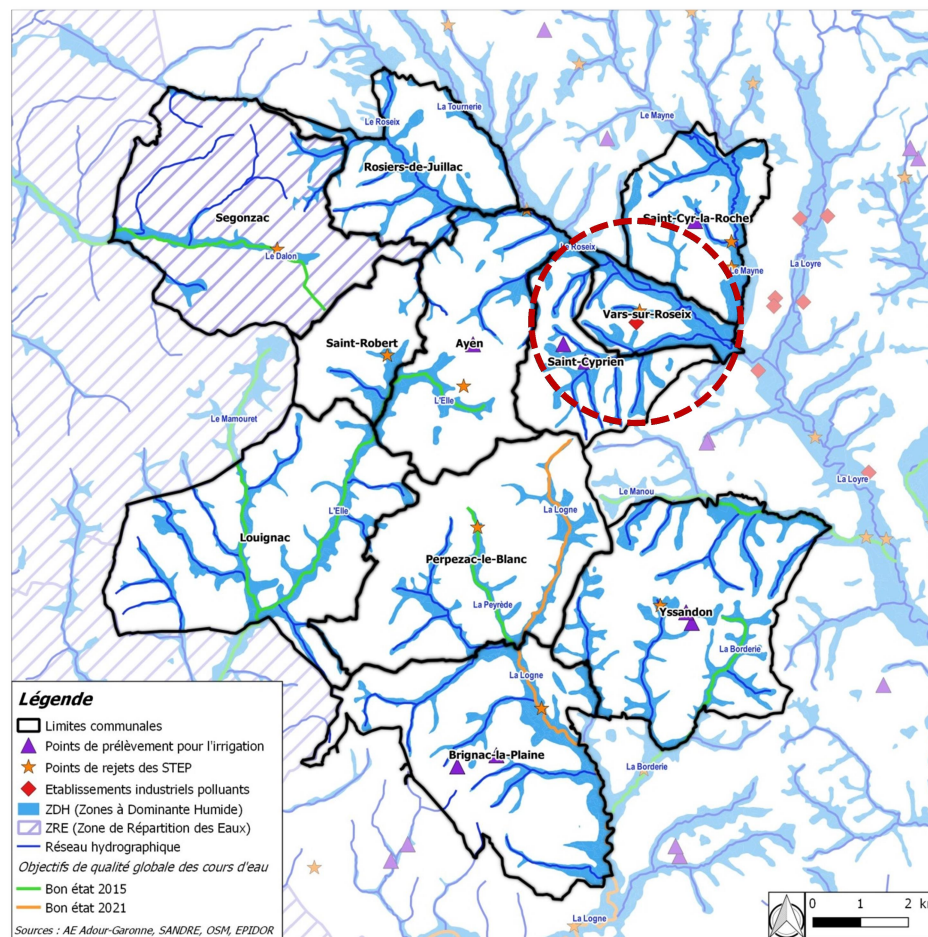 La Tournerie
Le Roseix
Le Mayne
Rosiers-de-Juillac
Segonzac
Saint-Cyr-la-Roche
Le Roseix
Le Dalon
Le Mayne
La Loyre
Vars-sur-Roseix
Saint-Robert
Ayen
Saint-Cyprien
L'Elle
Le Mamouret
La Loyre
Le Manou
La Logne
L'Elle
Louignac
Perpezac-le-Blanc
La Peyrède
Yssandon
La Borderie
La Logne
Brignac-la-Plaine
La Borderie
La Logne
Légende
Limites communales
Points de prélèvement pour l'irrigation
Points de rejets des STEP
Etablissements industriels polluants
ZDH (Zones à Dominante Humide)
ZRE (Zone de Répartition des Eaux)
Réseau hydrographique
Objectifs de qualité globale des cours d'eau
Bon état 2015
Bon état 2021
Sources : AE Adour-Garonne, SANDRE, OSM, EPIDOR
0 1 2 km